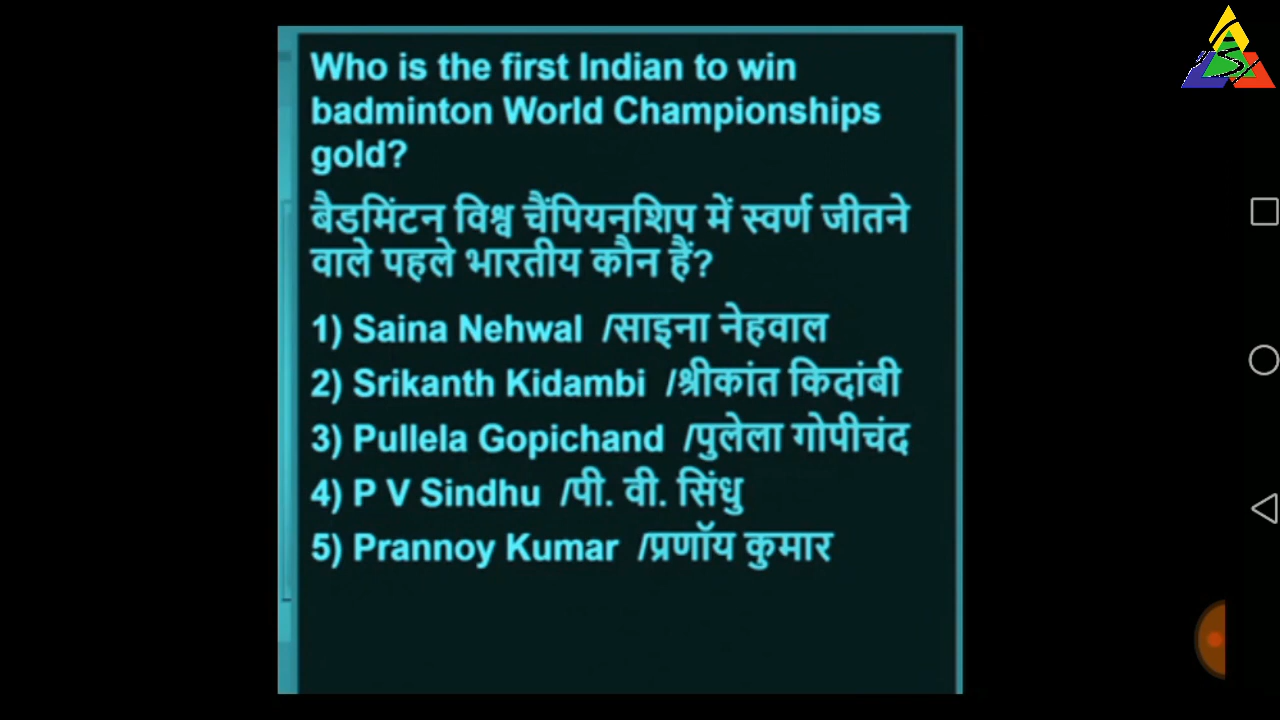 Who is the first Indian to win
badminton World Championships
gold?
बैडमिंटन विश्व चैंपियनशिप में स्वर्ण जीतने
वाले पहले भारतीय कौन हैं?
1) Saina Nehwal /साइना नेहवाल
2) Srikanth Kidambi /श्रीकांत किदांबी
3) Pullela Gopichand /पुलेला गोपीचंद
4) P V Sindhu /पी. वी. सिंधु
5) Prannoy Kumar /प्रणॉय कुमार